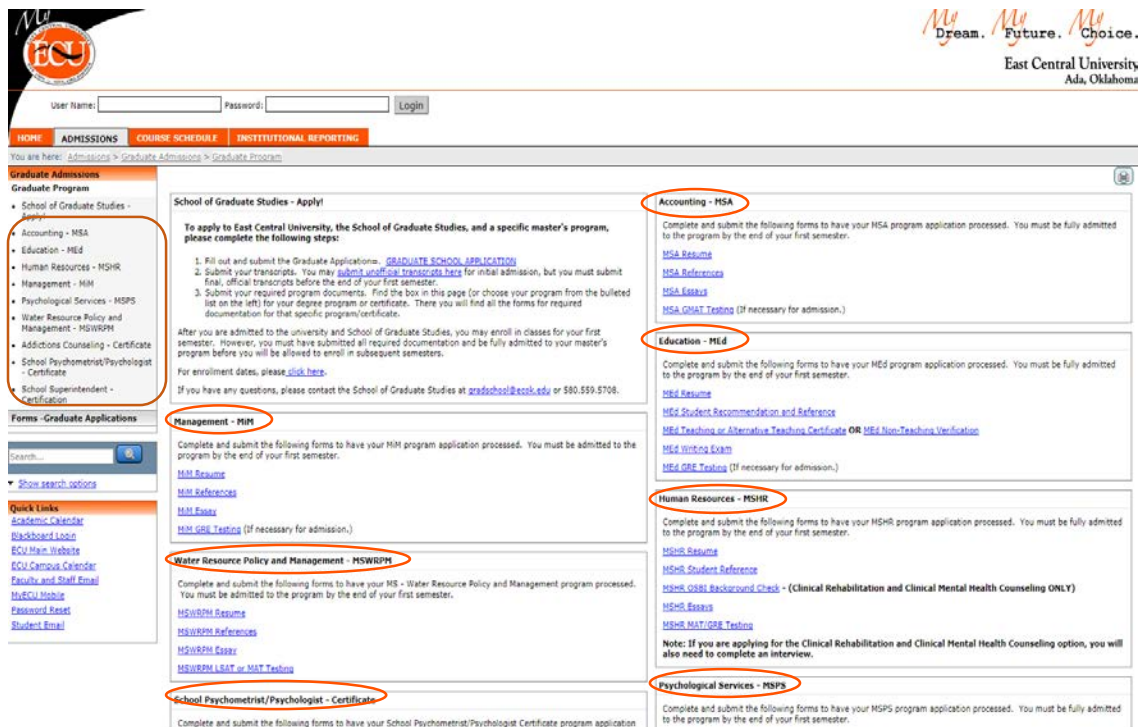 My
ECU
My Dream. My Future. My Choice.
East Central University
Ada, Oklahoma
User Name:
Password:
Login
HOME
ADMISSIONS
COURSE SCHEDULE
INSTITUTIONAL REPORTING
You are here: Admissions > Graduate Admissions > Graduate Program
Graduate Admissions
Graduate Program
School of Graduate Studies -
Apply!
Accounting - MSA
Education - MEd
Human Resources - MSHR
Management - MiM
Psychological Services - MSPS
Water Resource Policy and
Management - MSWRPM
Addictions Counseling - Certificate
School Psychometrist/Psychologist
- Certificate
School Superintendent -
Certification
Forms -Graduate Applications
Search...
Show search options
Quick Links
Academic Calendar
Blackboard Login
ECU Main Website
ECU Campus Calender
Faculty and Staff Email
MyECU Mobile
Password Reset
Student Email
School of Graduate Studies - Apply!
To apply to East Central University, the School of Graduate Studies, and a specific master's program,
please complete the following steps:
1. Fill out and submit the Graduate Application=. GRADUATE SCHOOL APPLICATION
2. Submit your transcripts. You may submit unofficial transcripts here for initial admission, but you must submit
final, official transcripts before the end of your first semester.
3. Submit your required program documents. Find the box in this page (or choose your program from the bulleted
list on the left) for your degree program or certificate. There you will find all the forms for required
documentation for that specific program/certificate.
After you are admitted to the university and School of Graduate Studies, you may enroll in classes for your first
semester. However, you must have submitted all required documentation and be fully admitted to your master's
program before you will be allowed to enroll in subsequent semesters.
For enrollment dates, please click here.
If you have any questions, please contact the School of Graduate Studies at gradschool@ecok.edu or 580.559.5708.
Management - MiM
Complete and submit the following forms to have your MiM program application processed. You must be admitted to the
program by the end of your first semester.
MiM Resume
MiM References
MiM Essay
MiM GRE Testing (If necessary for admission.)
Water Resource Policy and Management - MSWRPM
Complete and submit the following forms to have your MS - Water Resource Policy and Management program processed.
You must be admitted to the program by the end of your first semester.
MSWRPM Resume
MSWRPM References
MSWRPM Essay
MSWRPM LSAT or MAT Testing
School Psychometrist/Psychologist - Certificate
Complete and submit the following forms to have your School Psychometrist/Psychologist Certificate program application
Accounting - MSA
Complete and submit the following forms to have your MSA program application processed. You must be fully admitted
to the program by the end of your first semester.
MSA Resume
MSA References
MSA Essays
MSA GMAT Testing (If necessary for admission.)
Education - MEd
Complete and submit the following forms to have your MEd program application processed. You must be fully admitted
to the program by the end of your first semester.
MEd Resume
MEd Student Recommendation and Reference
MEd Teaching or Alternative Teaching Certificate OR MEd Non-Teaching Verification
MEd Writing Exam
MEd GRE Testing (If necessary for admission.)
Human Resources - MSHR
Complete and submit the following forms to have your MSHR program application processed. You must be fully admitted
to the program by the end of your first semester.
MSHR Resume
MSHR Student Reference
MSHR OSBI Background Check - (Clinical Rehabilitation and Clinical Mental Health Counseling ONLY)
MSHR Essays
MSHR MAT/GRE Testing
Note: If you are applying for the Clinical Rehabilitation and Clinical Mental Health Counseling option, you will
also need to complete an interview.
Psychological Services - MSPS
Complete and submit the following forms to have your MSPS program application processed. You must be fully admitted
to the program by the end of your first semester.